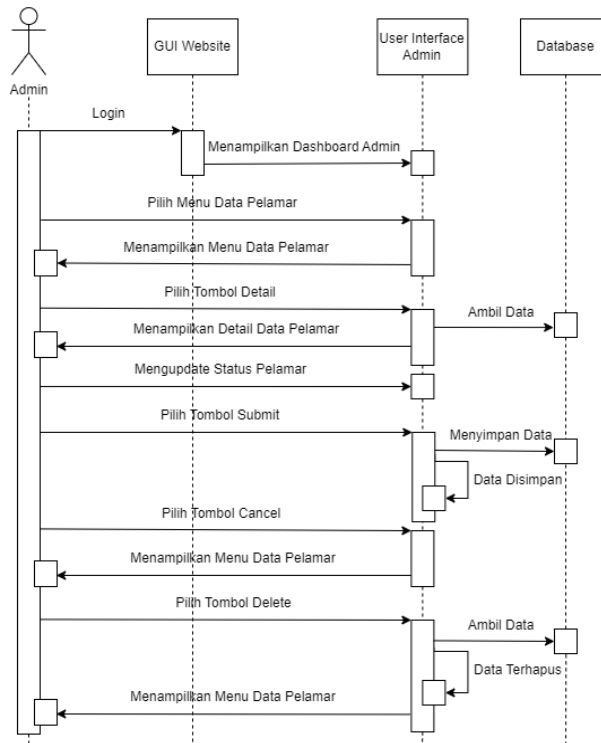 GUI Website
User Interface
Admin
Database
Admin
Login
Menampilkan Dashboard Admin
Pilih Menu Data Pelamar
Menampilkan Menu Data Pelamar
Pilih Tombol Detail
Ambil Data
Menampilkan Detail Data Pelamar
Mengupdate Status Pelamar
Pilih Tombol Submit
Menyimpan Data
Data Disimpan
Pilih Tombol Cancel
Menampilkan Menu Data Pelamar
Pilih Tombol Delete
Ambil Data
Data Terhapus
Menampilkan Menu Data Pelamar